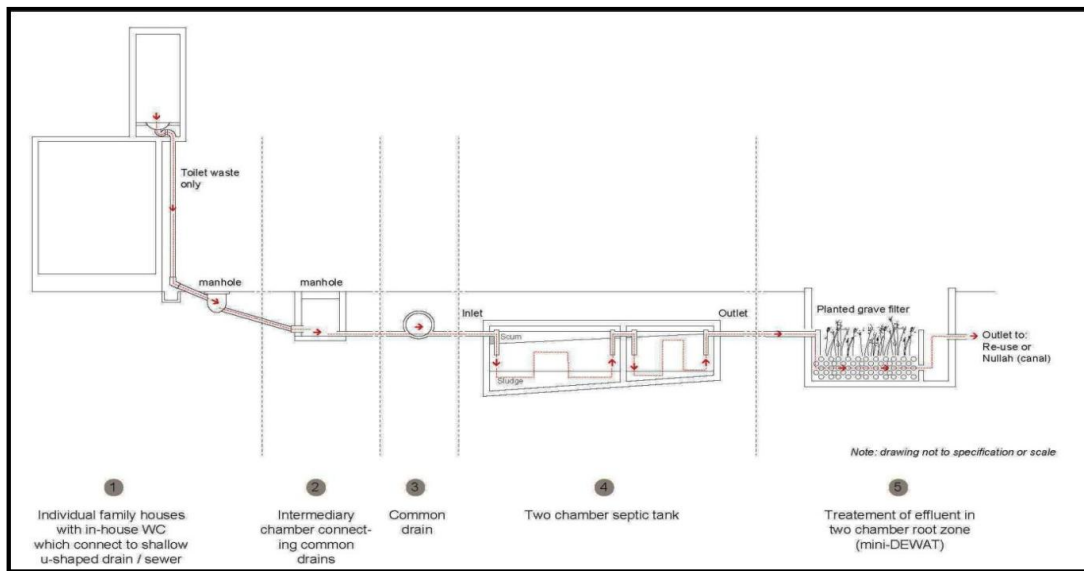 Toilet waste
only
manhole
manhole
Inlet
Outlet
Scum
Sludge
Planted grave filter
Outlet to:
Re-use or
Nullah (canal)
Note: drawing not to specification or scale
1
Individual family houses
with in-house WC
which connect to shallow
u-shaped drain / sewer
2
Intermediary
chamber connect-
ing common
drains
3
Common
drain
4
Two chamber septic tank
5
Treatement of effluent in
two chamber root zone
(mini-DEWAT)